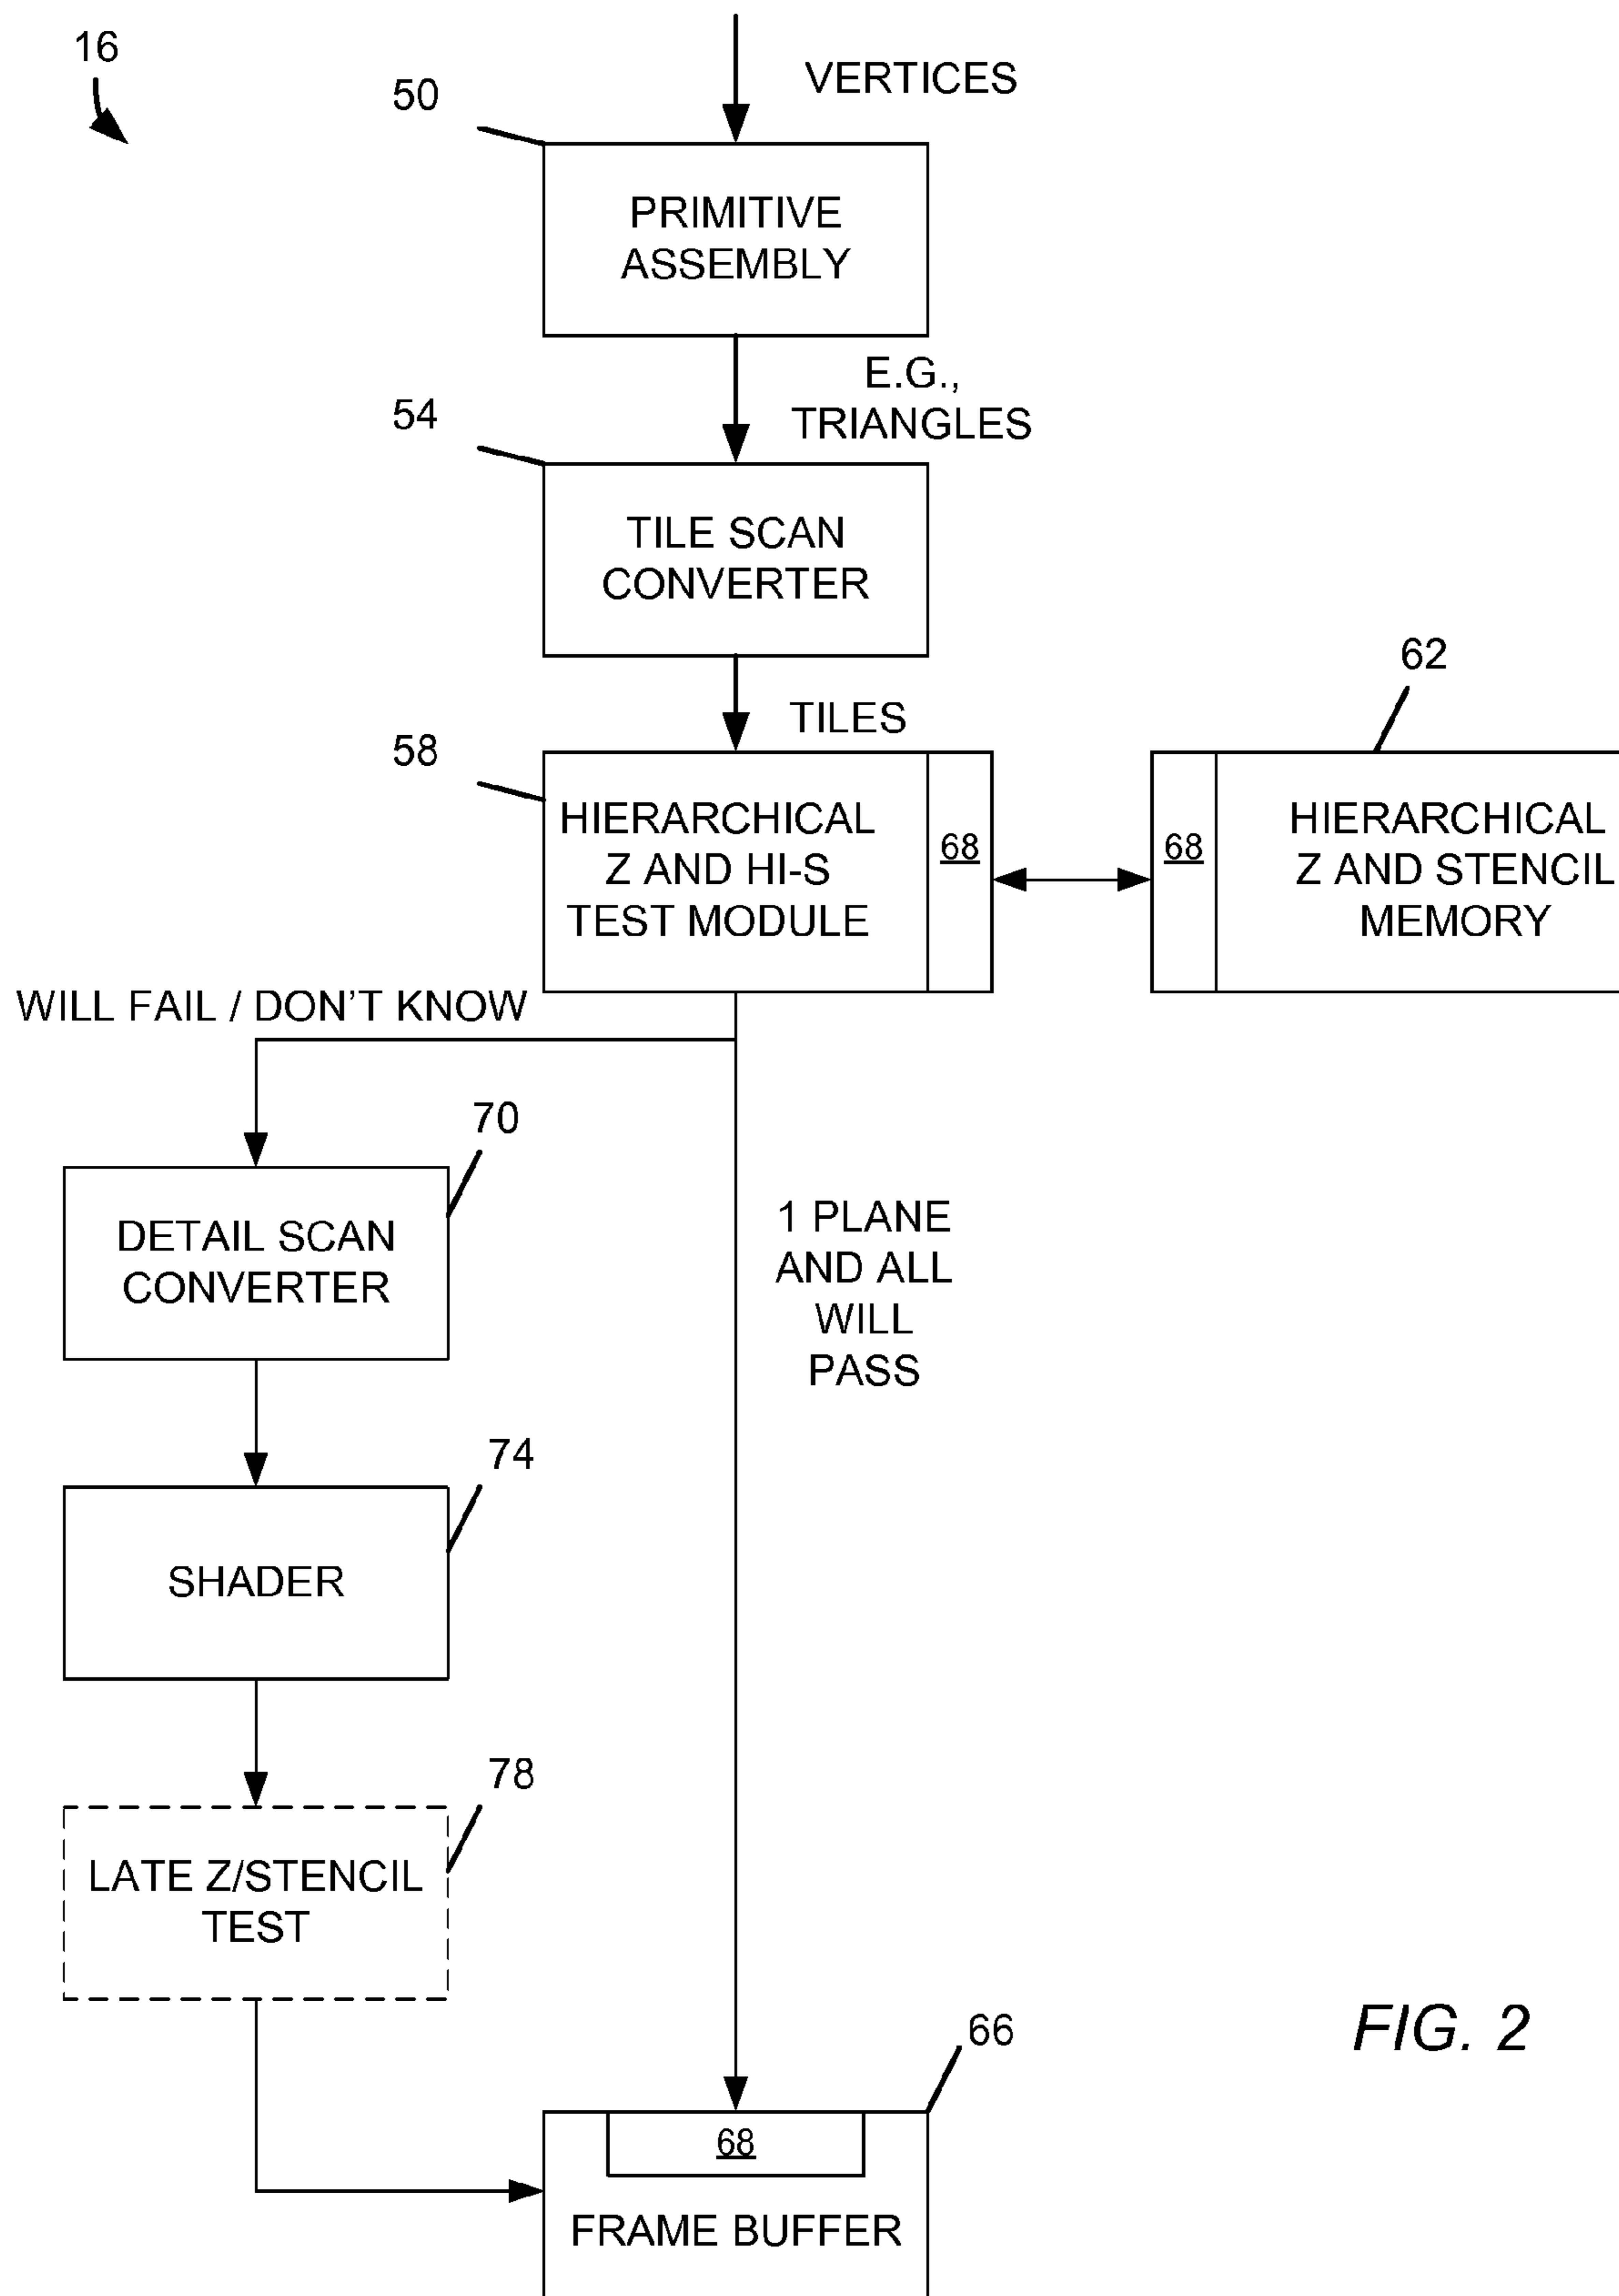 16
VERTICES
50
PRIMITIVE
ASSEMBLY
E.G.,
TRIANGLES
54
TILE SCAN
CONVERTER
62
TILES
58
HIERARCHICAL
Z AND HI-S
TEST MODULE
68
68
HIERARCHICAL
Z AND STENCIL
MEMORY
WILL FAIL / DON'T KNOW
70
DETAIL SCAN
CONVERTER
1 PLANE
AND ALL
WILL
PASS
74
SHADER
78
LATE Z/STENCIL
TEST
66
68
FRAME BUFFER
FIG. 2